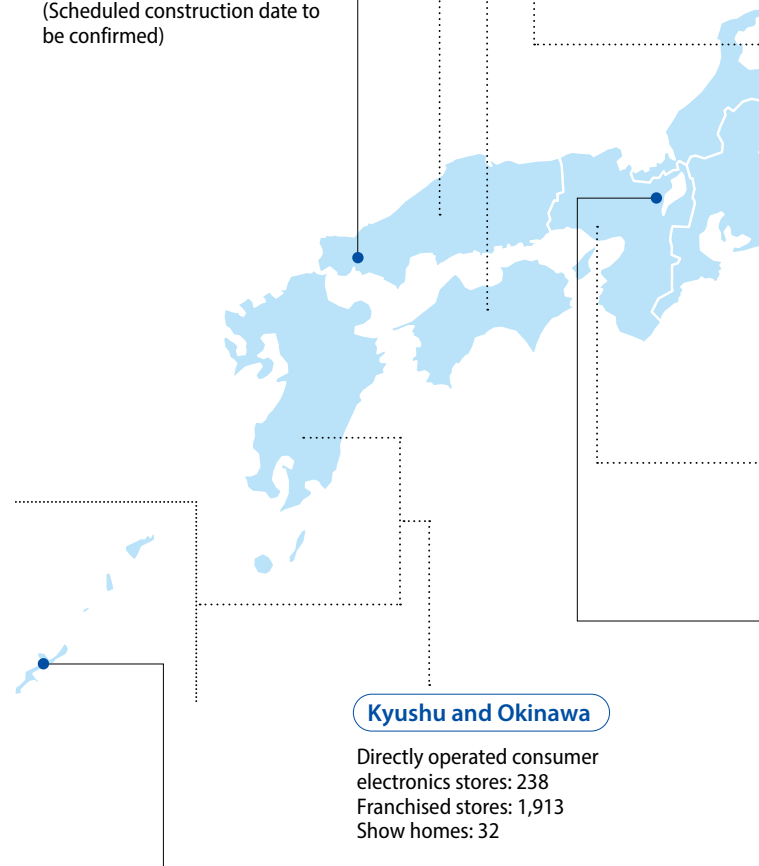 (Scheduled construction date to
be confirmed)
Kyushu and Okinawa
Directly operated consumer
electronics stores: 238
Franchised stores: 1,913
Show homes: 32